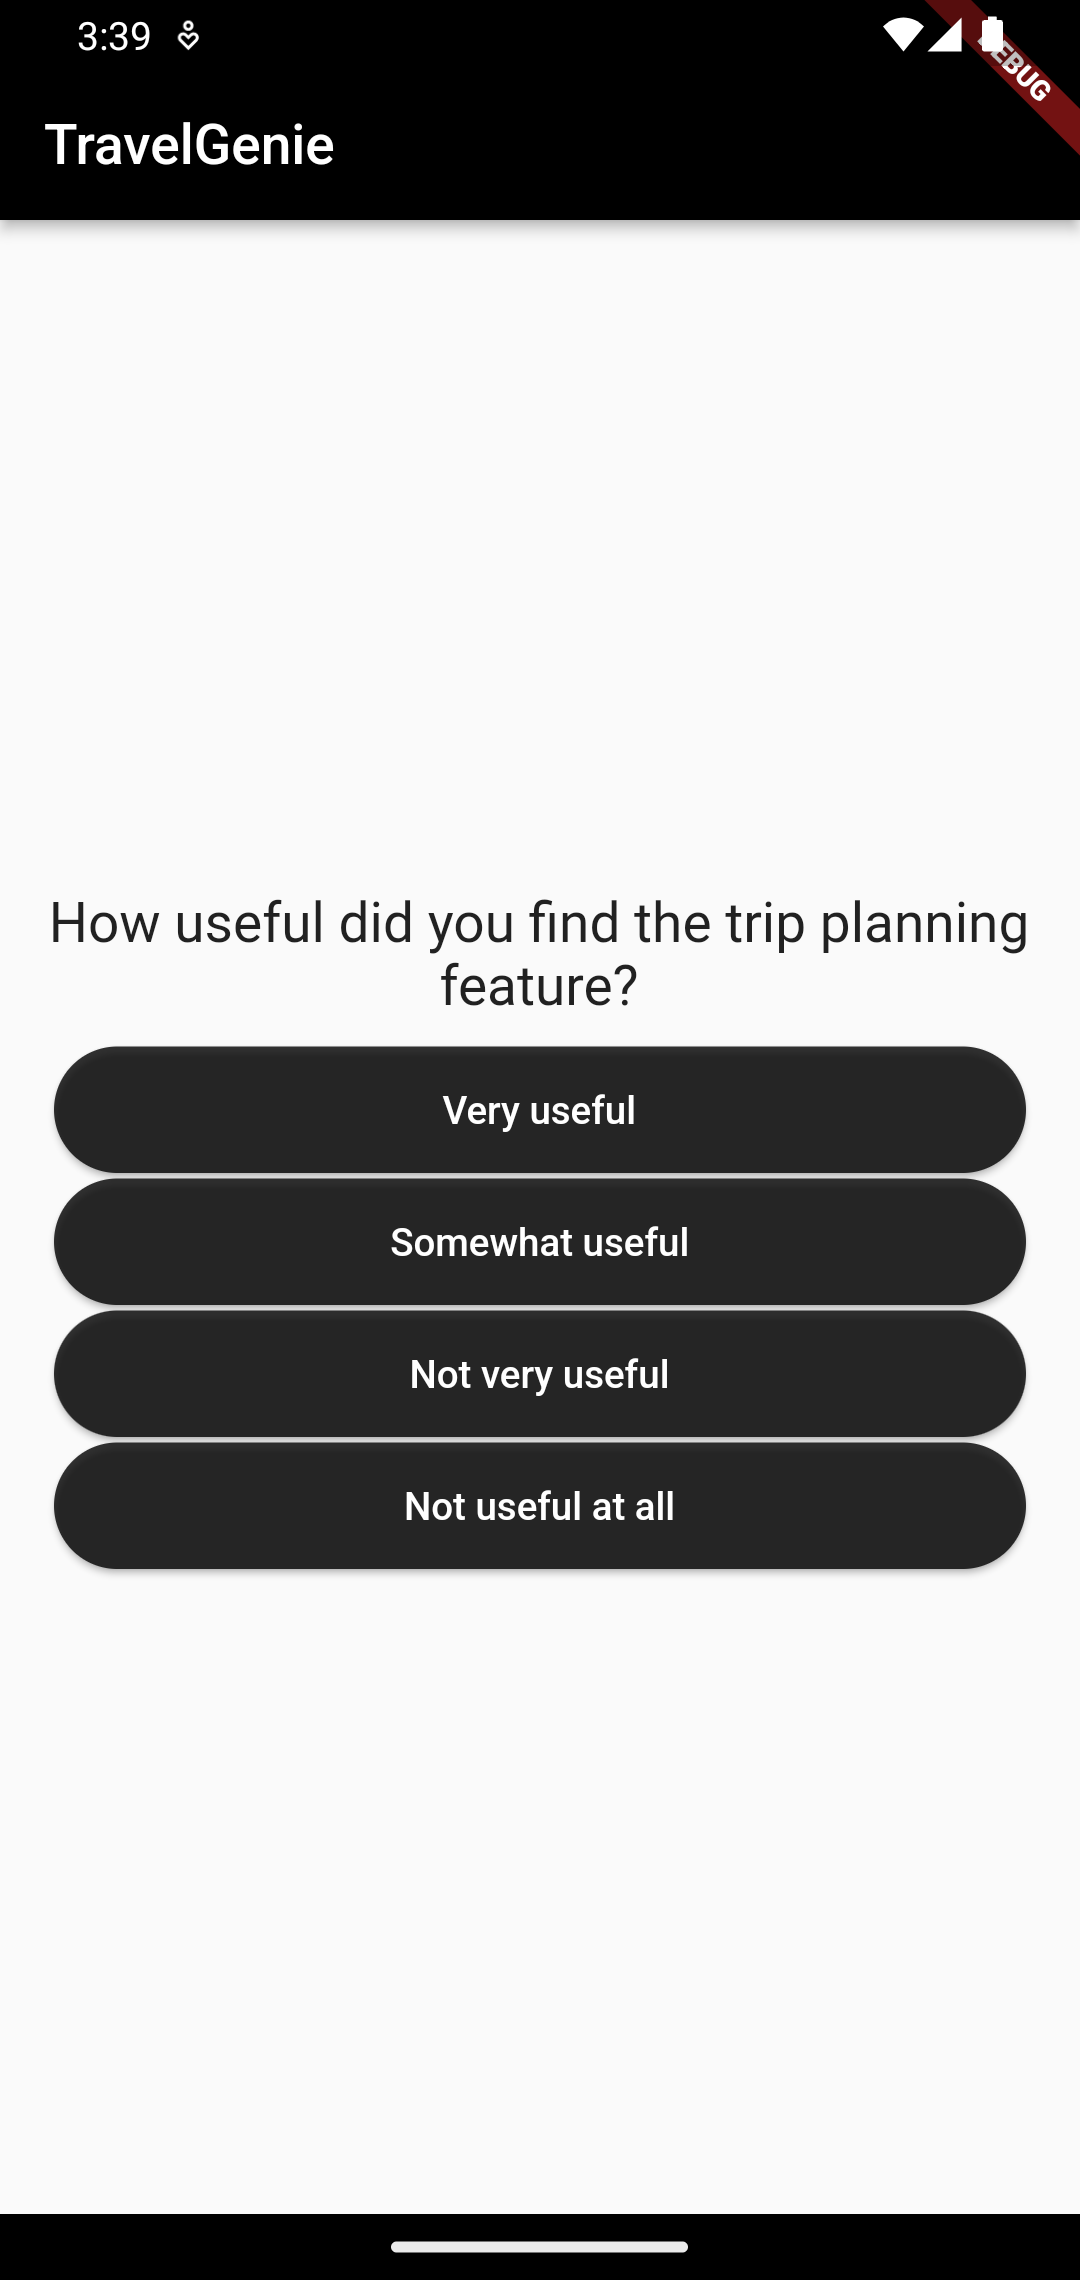 3:39
DEBUG
TravelGenie
How useful did you find the trip planning
feature?
Very useful
Somewhat useful
Not very useful
Not useful at all